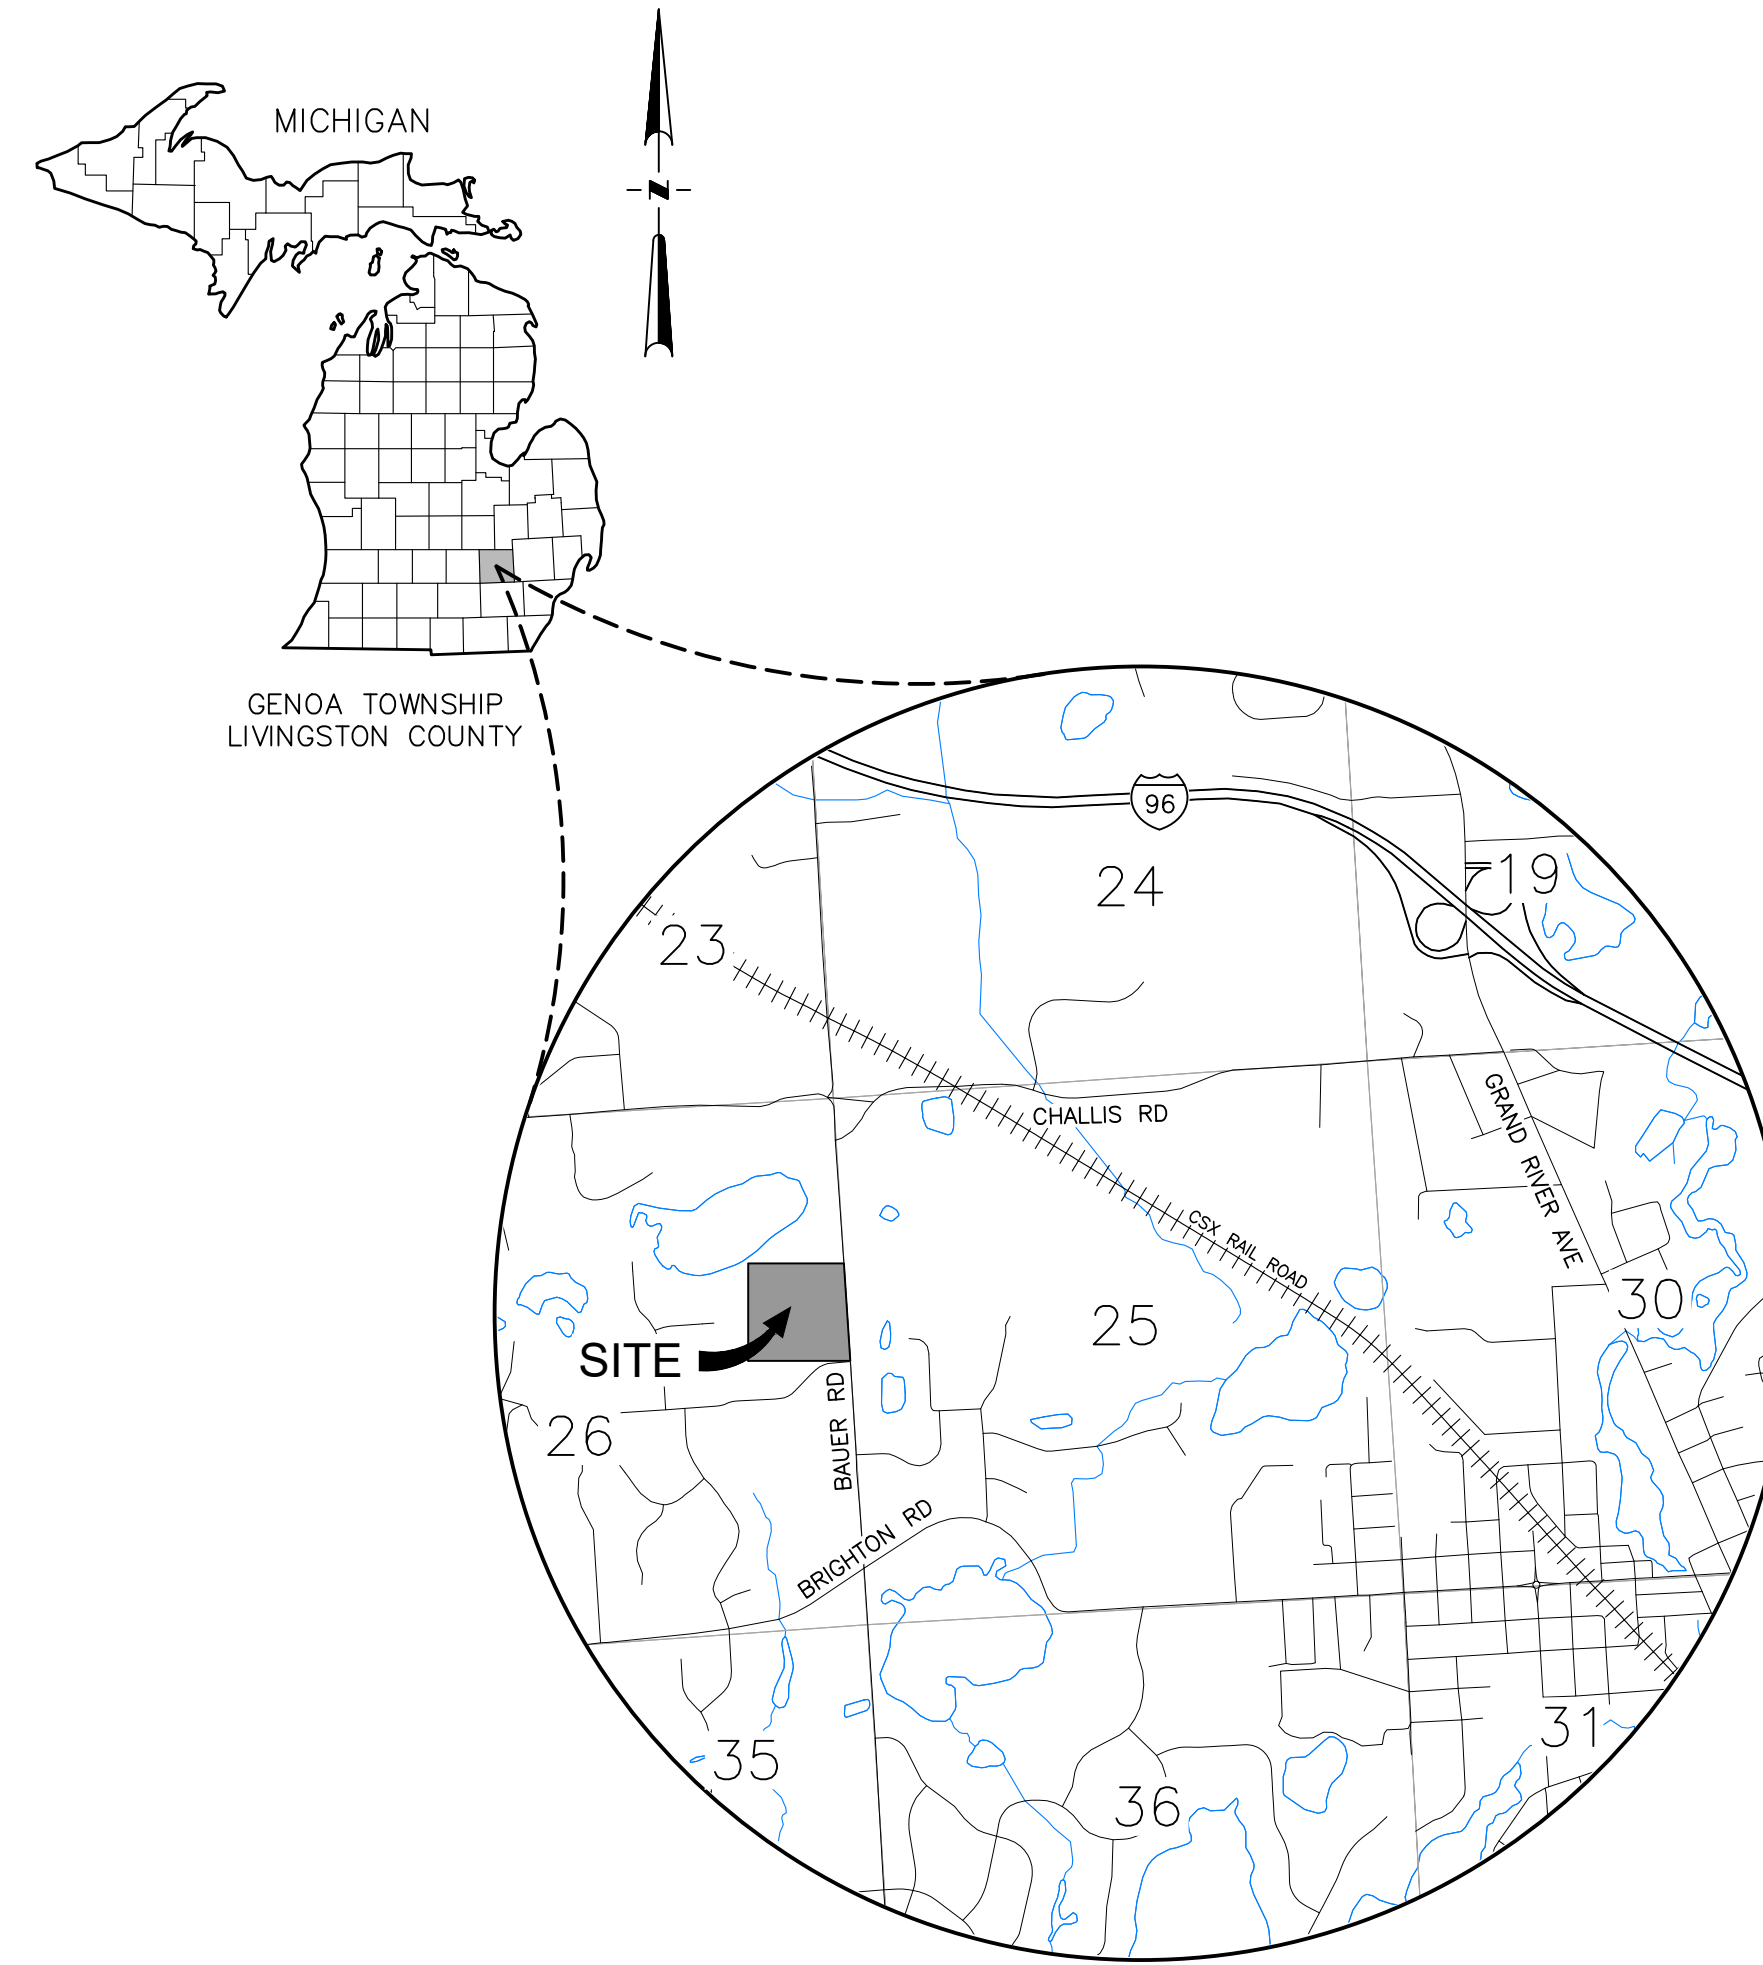 MICHIGAN
N
GENOA TOWNSHIP
LIVINGSTON COUNTY
96
24
19
23
CHALLIS RD
GRAND RIVER AVE
CSX RAIL ROAD
25
30
SITE
BAUER RD
26
BRIGHTON RD
31
35
36